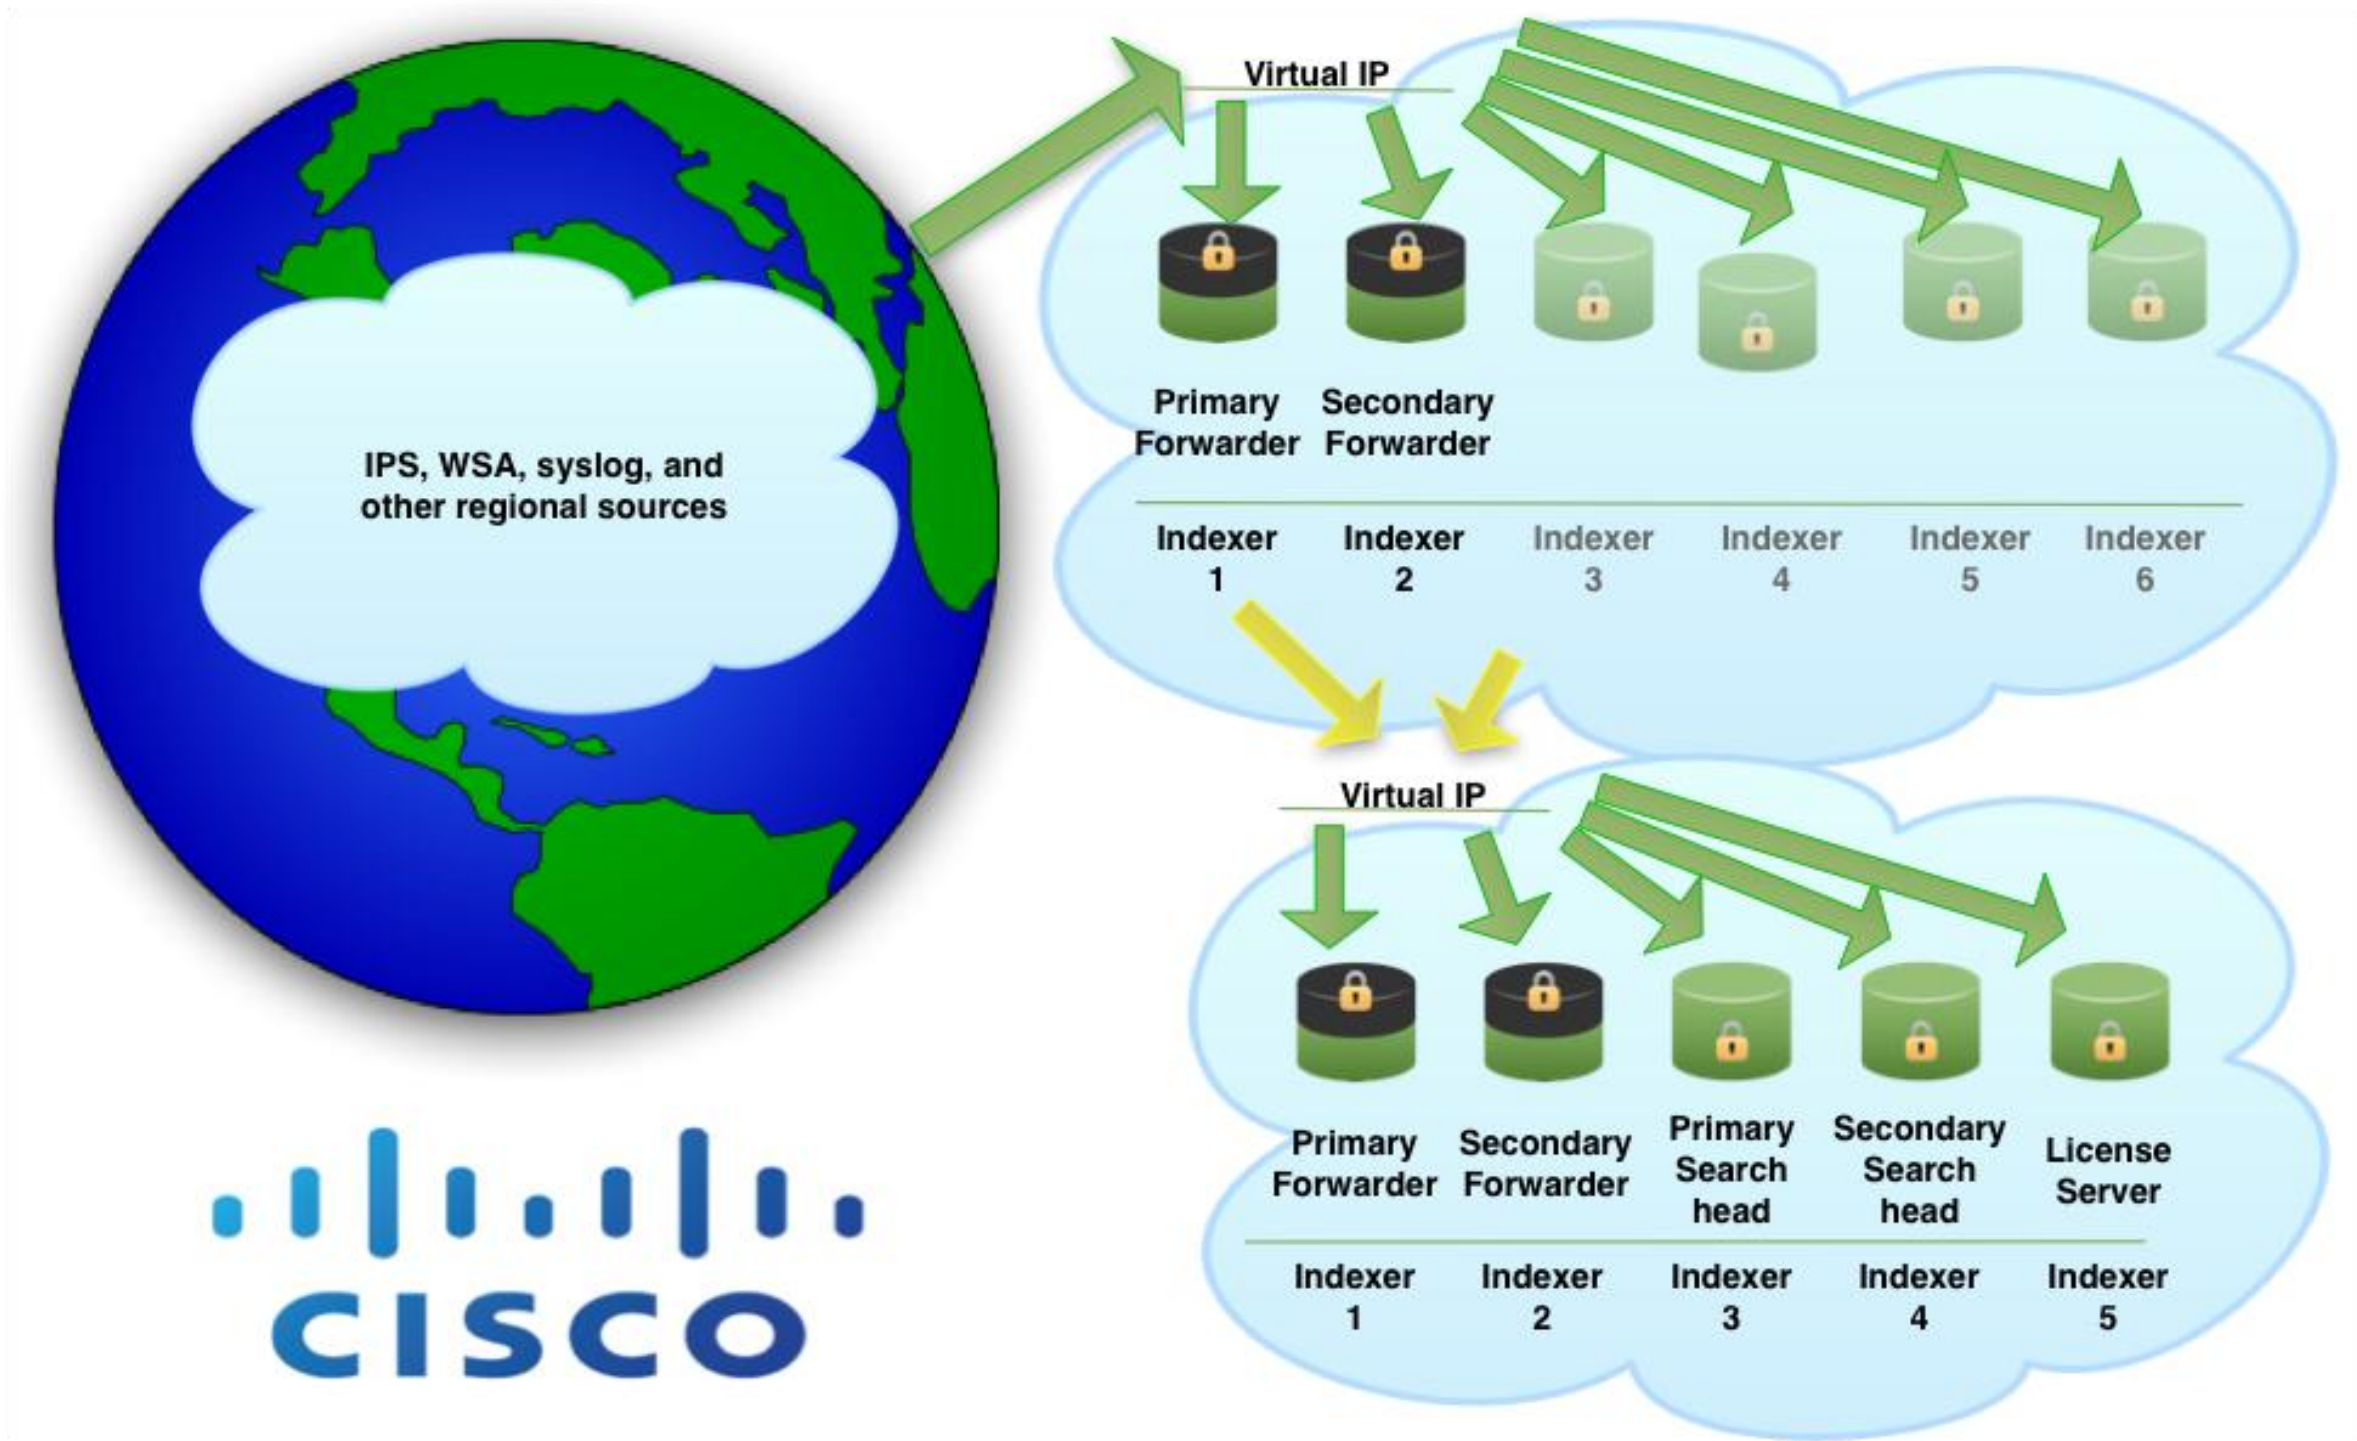 Virtual IP
IPS, WSA, syslog, and
other regional sources
Primary
Forwarder
Secondary
Forwarder
Indexer
1
Indexer
2
Indexer
3
Indexer
4
Indexer
5
Indexer
6
Virtual IP
Primary
Forwarder
Secondary
Forwarder
Primary
Search
head
Secondary
Search
head
License
Server
Indexer
1
Indexer
2
Indexer
3
Indexer
4
Indexer
5
CISCO